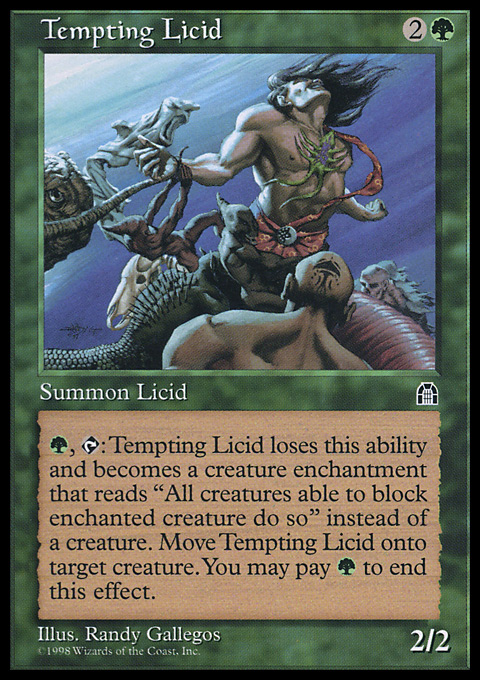 Tempting Licid 2
Summon Licid
, : Tempting Licid loses this ability
and becomes a creature enchantment
that reads “All creatures able to block
enchanted creature do so” instead of
a creature. Move Tempting Licid onto
target creature. You may pay to end
this effect.
Illus. Randy Gallegos
2/2
©1998 Wizards of the Coast, Inc.